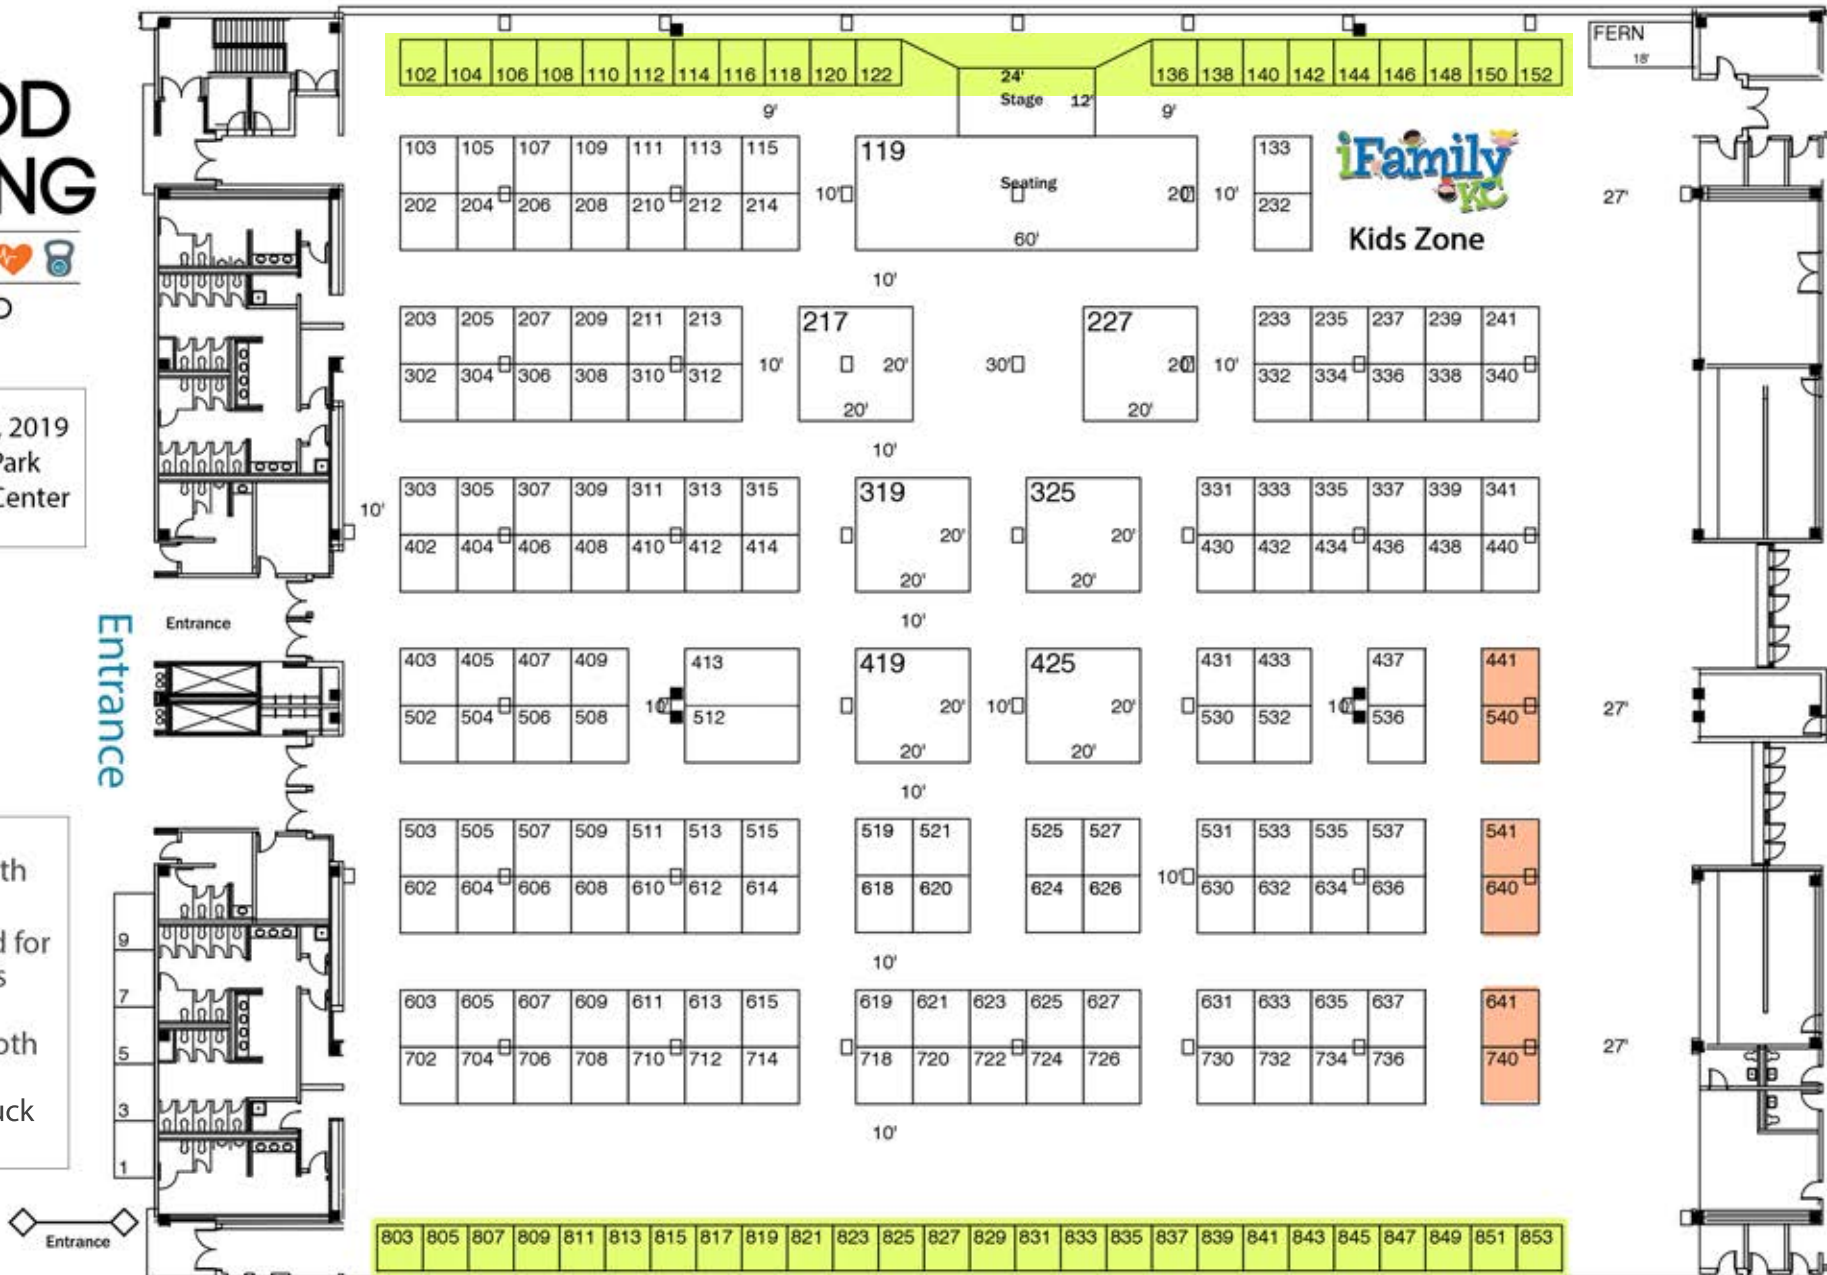 OD
ING
O
, 2019
Park
Center
FERN
18'
102 104 106 108 110 112 114 116 118 120 122
24'
Stage 12'
136 138 140 142 144 146 148 150 152
9' 9'
103 105 107 109 111 113 115
119
133
iFamily
KC
Seating
10' 20' 10' 27'
202 204 206 208 210 212 214
232
60'
Kids Zone
10'
203 205 207 209 211 213
217
227
233 235 237 239 241
10' 20' 30' 20' 10'
302 304 306 308 310 312
332 334 336 338 340
20' 20'
10'
303 305 307 309 311 313 315
319
325
331 333 335 337 339 341
10'
20' 20'
402 404 406 408 410 412 414
430 432 434 436 438 440
20' 20'
10'
Entrance
Entrance
403 405 407 409
413
419
425
431 433
437
441
10' 20' 10' 20' 10' 27'
502 504 506 508
512
530 532
536
540
20' 20'
10'
503 505 507 509 511 513 515
519 521
525 527
531 533 535 537
541
10'
602 604 606 608 610 612 614
618 620
624 626
630 632 634 636
640
10'
603 605 607 609 611 613 615
619 621 623 625 627
631 633 635 637
641
27'
702 704 706 708 710 712 714
718 720 722 724 726
730 732 734 736
740
10'
th
d for
s
oth
uck
9
7
5
3
1
Entrance
803 805 807 809 811 813 815 817 819 821 823 825 827 829 831 833 835 837 839 841 843 845 847 849 851 853